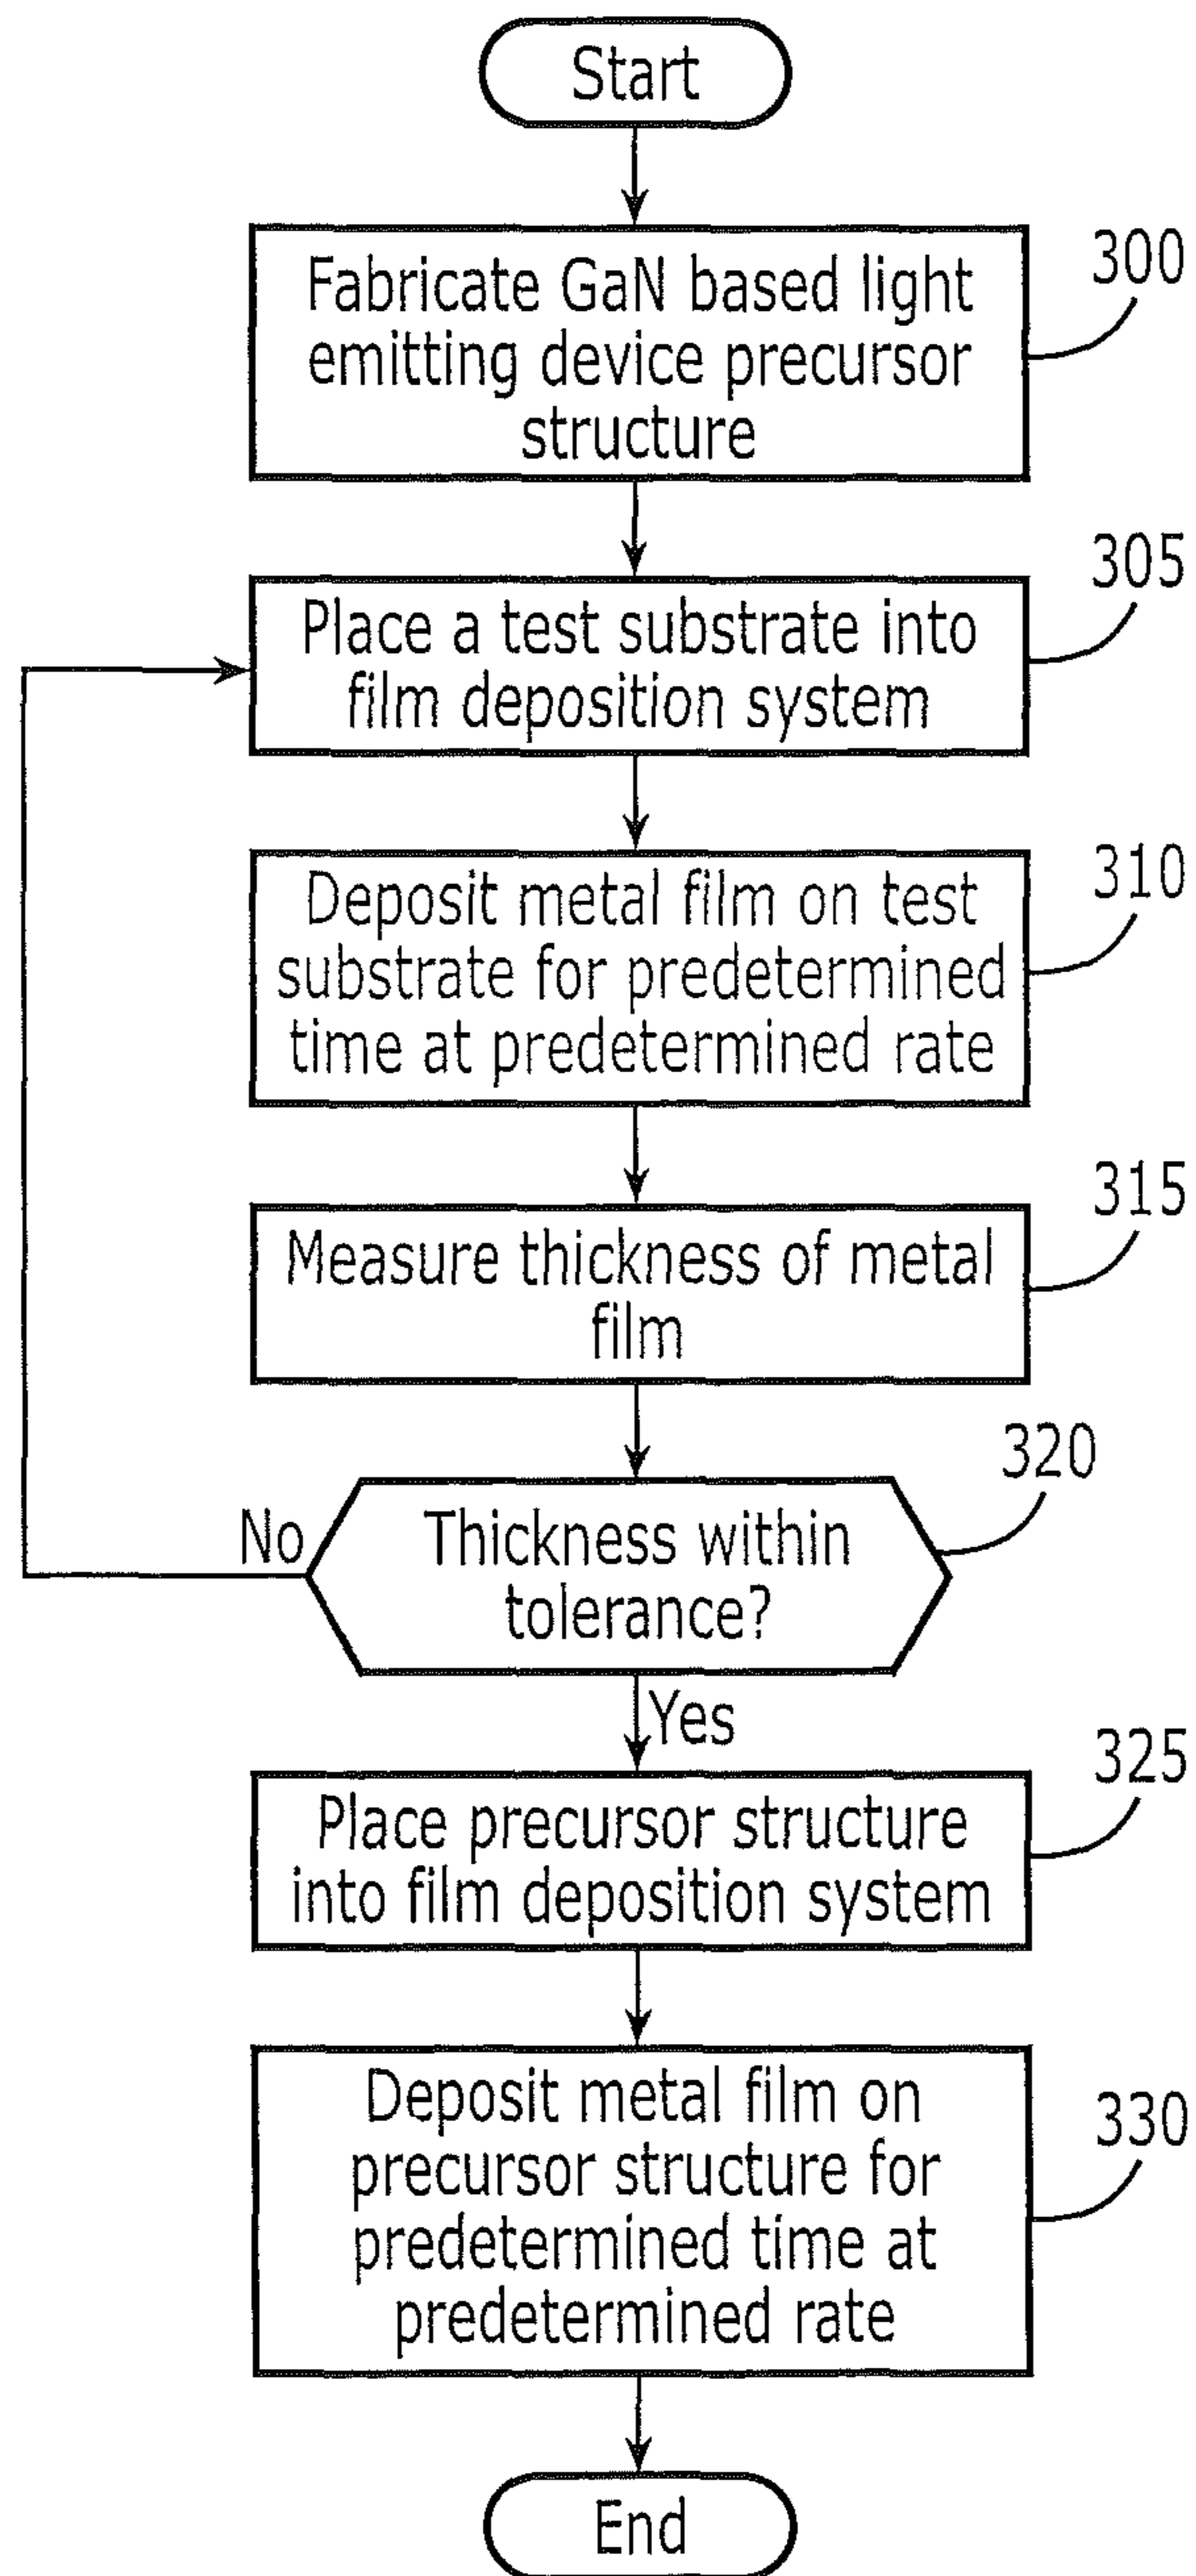 Start
Fabricate GaN based light
emitting device precursor
structure
300
Place a test substrate into
film deposition system
305
Deposit metal film on test
substrate for predetermined
time at predetermined rate
310
Measure thickness of metal
film
315
Thickness within
tolerance?
320
No
Yes
Place precursor structure
into film deposition system
325
Deposit metal film on
precursor structure for
predetermined time at
predetermined rate
330
End